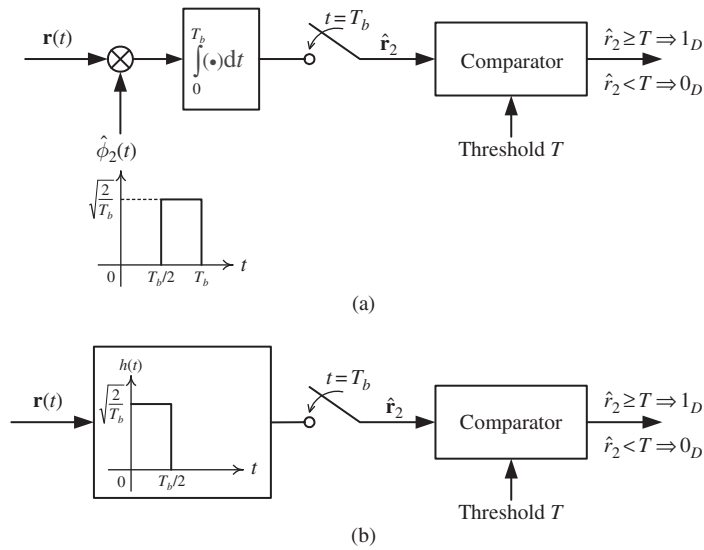 t = T_b
r(t)
∫_0^{T_b} (•)dt
r̂_2
Comparator
r̂_2 ≥ T ⇒ 1_D
r̂_2 < T ⇒ 0_D
ϕ̂_2(t)
Threshold T
√(2/T_b)
0
T_b/2
T_b
t
(a)
h(t)
t = T_b
r(t)
√(2/T_b)
0
T_b/2
t
r̂_2
Comparator
r̂_2 ≥ T ⇒ 1_D
r̂_2 < T ⇒ 0_D
Threshold T
(b)